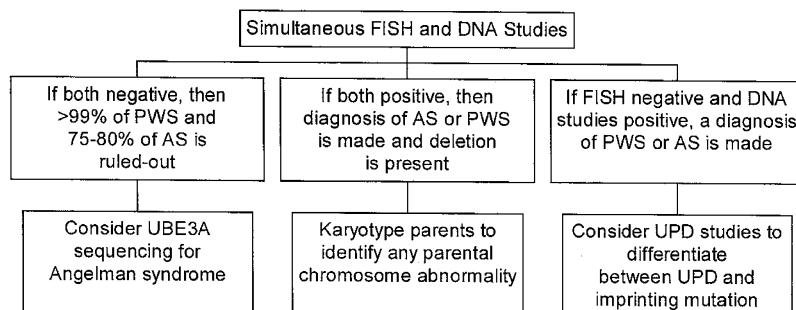 Simultaneous FISH and DNA Studies
If both negative, then
>99% of PWS and
75-80% of AS is
ruled-out
If both positive, then
diagnosis of AS or PWS
is made and deletion
is present
If FISH negative and DNA
studies positive, a diagnosis
of PWS or AS is made
Consider UBE3A
sequencing for
Angelman syndrome
Karyotype parents to
identify any parental
chromosome abnormality
Consider UPD studies to
differentiate
between UPD and
imprinting mutation